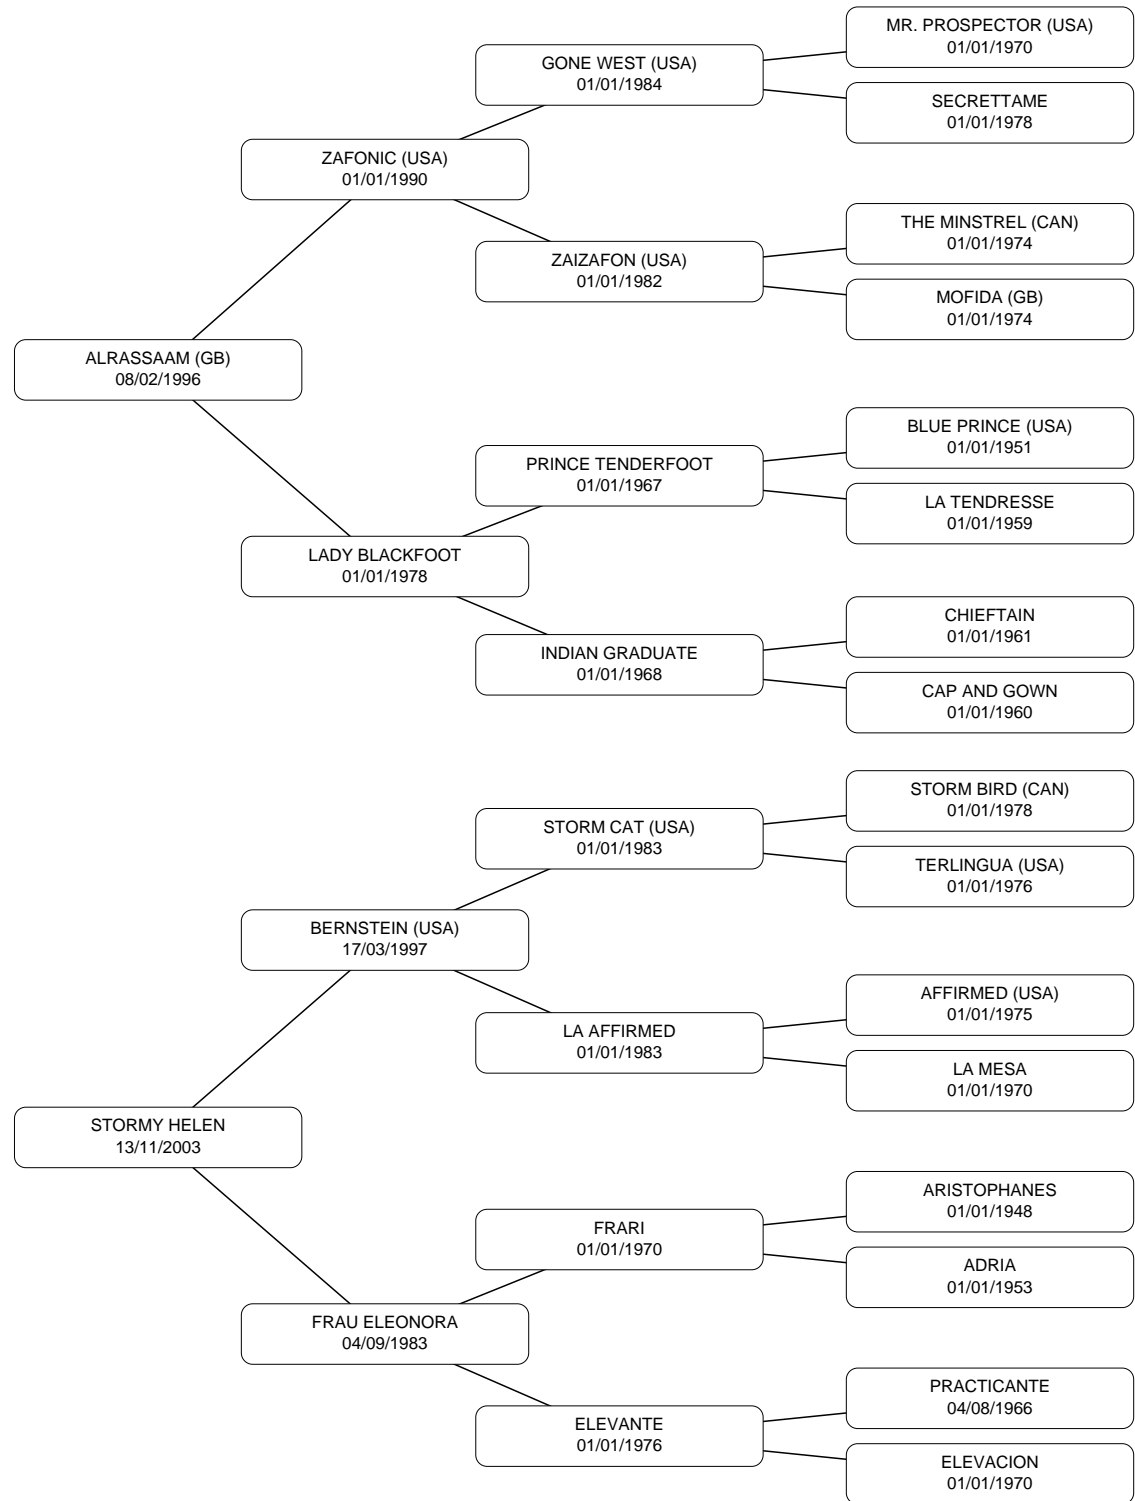 MR. PROSPECTOR (USA)
01/01/1970
GONE WEST (USA)
01/01/1984
SECRETTAME
01/01/1978
ZAFONIC (USA)
01/01/1990
THE MINSTREL (CAN)
01/01/1974
ZAIZAFON (USA)
01/01/1982
MOFIDA (GB)
01/01/1974
ALRASSAAM (GB)
08/02/1996
BLUE PRINCE (USA)
01/01/1951
PRINCE TENDERFOOT
01/01/1967
LA TENDRESSE
01/01/1959
LADY BLACKFOOT
01/01/1978
CHIEFTAIN
01/01/1961
INDIAN GRADUATE
01/01/1968
CAP AND GOWN
01/01/1960
STORM BIRD (CAN)
01/01/1978
STORM CAT (USA)
01/01/1983
TERLINGUA (USA)
01/01/1976
BERNSTEIN (USA)
17/03/1997
AFFIRMED (USA)
01/01/1975
LA AFFIRMED
01/01/1983
LA MESA
01/01/1970
STORMY HELEN
13/11/2003
ARISTOPHANES
01/01/1948
FRARI
01/01/1970
ADRIA
01/01/1953
FRAU ELEONORA
04/09/1983
PRACTICANTE
04/08/1966
ELEVANTE
01/01/1976
ELEVACION
01/01/1970